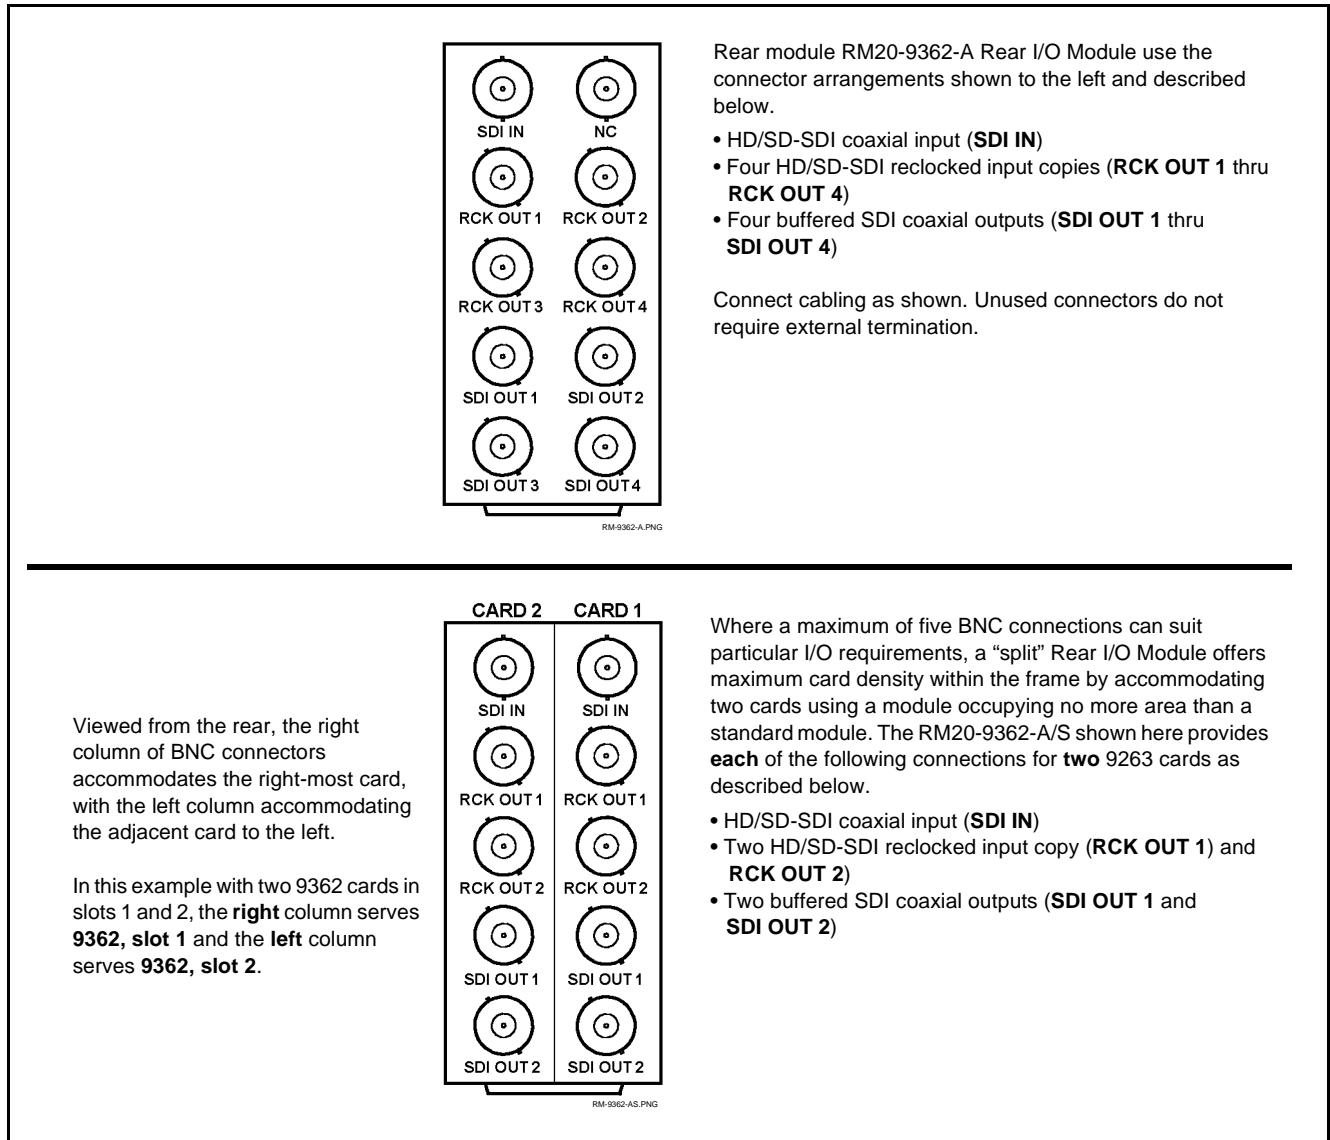 SDI IN NC
RCK OUT 1 RCK OUT 2
RCK OUT 3 RCK OUT 4
SDI OUT 1 SDI OUT 2
SDI OUT 3 SDI OUT 4
RM-9362-A.PNG
Rear module RM20-9362-A Rear I/O Module use the
connector arrangements shown to the left and described
below.
• HD/SD-SDI coaxial input (SDI IN)
• Four HD/SD-SDI reclocked input copies (RCK OUT 1 thru
RCK OUT 4)
• Four buffered SDI coaxial outputs (SDI OUT 1 thru
SDI OUT 4)
Connect cabling as shown. Unused connectors do not
require external termination.
Viewed from the rear, the right
column of BNC connectors
accommodates the right-most card,
with the left column accommodating
the adjacent card to the left.
In this example with two 9362 cards in
slots 1 and 2, the right column serves
9362, slot 1 and the left column
serves 9362, slot 2.
CARD 2 CARD 1
SDI IN SDI IN
RCK OUT 1 RCK OUT 1
RCK OUT 2 RCK OUT 2
SDI OUT 1 SDI OUT 1
SDI OUT 2 SDI OUT 2
RM-9362-AS.PNG
Where a maximum of five BNC connections can suit
particular I/O requirements, a “split” Rear I/O Module offers
maximum card density within the frame by accommodating
two cards using a module occupying no more area than a
standard module. The RM20-9362-A/S shown here provides
each of the following connections for two 9263 cards as
described below.
• HD/SD-SDI coaxial input (SDI IN)
• Two HD/SD-SDI reclocked input copy (RCK OUT 1) and
RCK OUT 2)
• Two buffered SDI coaxial outputs (SDI OUT 1 and
SDI OUT 2)